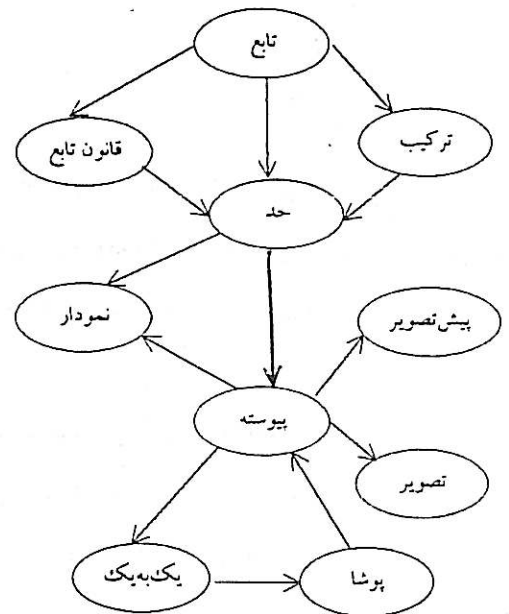 تابع
ترکیب
قانون تابع
حد
نمودار
پیش‌تصویر
پیوسته
تصویر
یک‌به‌یک
پوشا